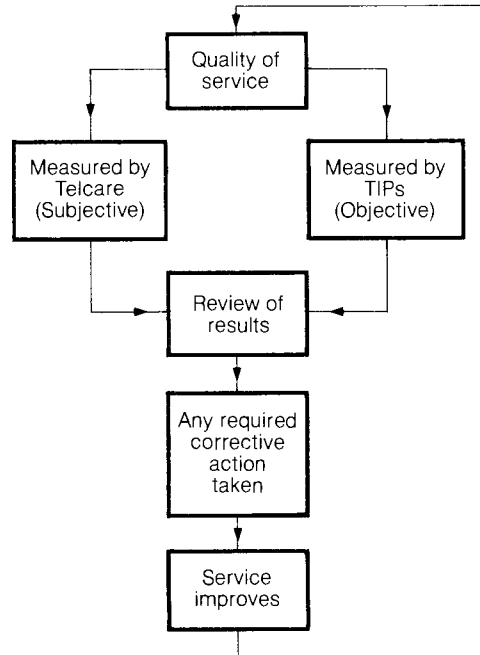 Quality of
service
Measured by
Telcare
(Subjective)
Measured by
TIPs
(Objective)
Review of
results
Any required
corrective
action
taken
Service
improves